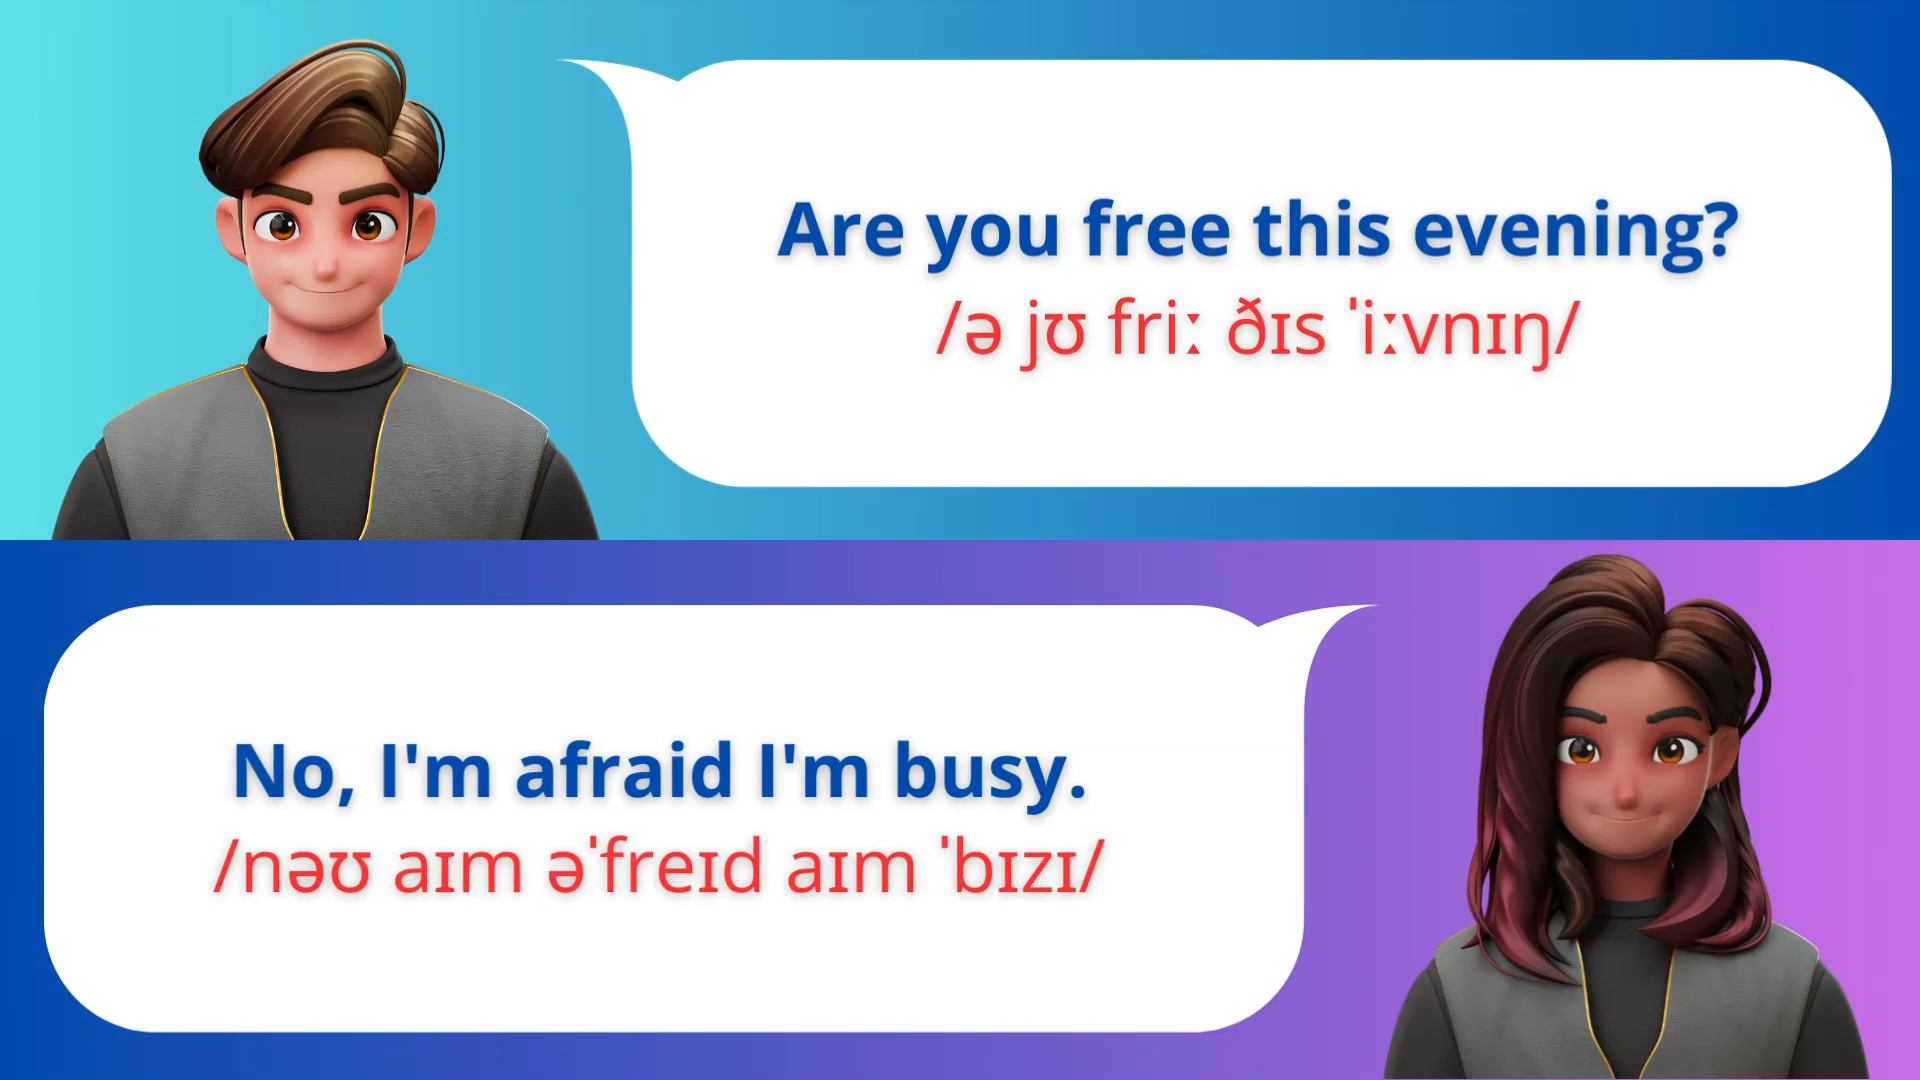 Are you free this evening?
/ə jʊ friː ðɪs ˈiːvnɪŋ/
No, I'm afraid I'm busy.
/nəʊ aɪm əˈfreɪd aɪm ˈbɪzɪ/